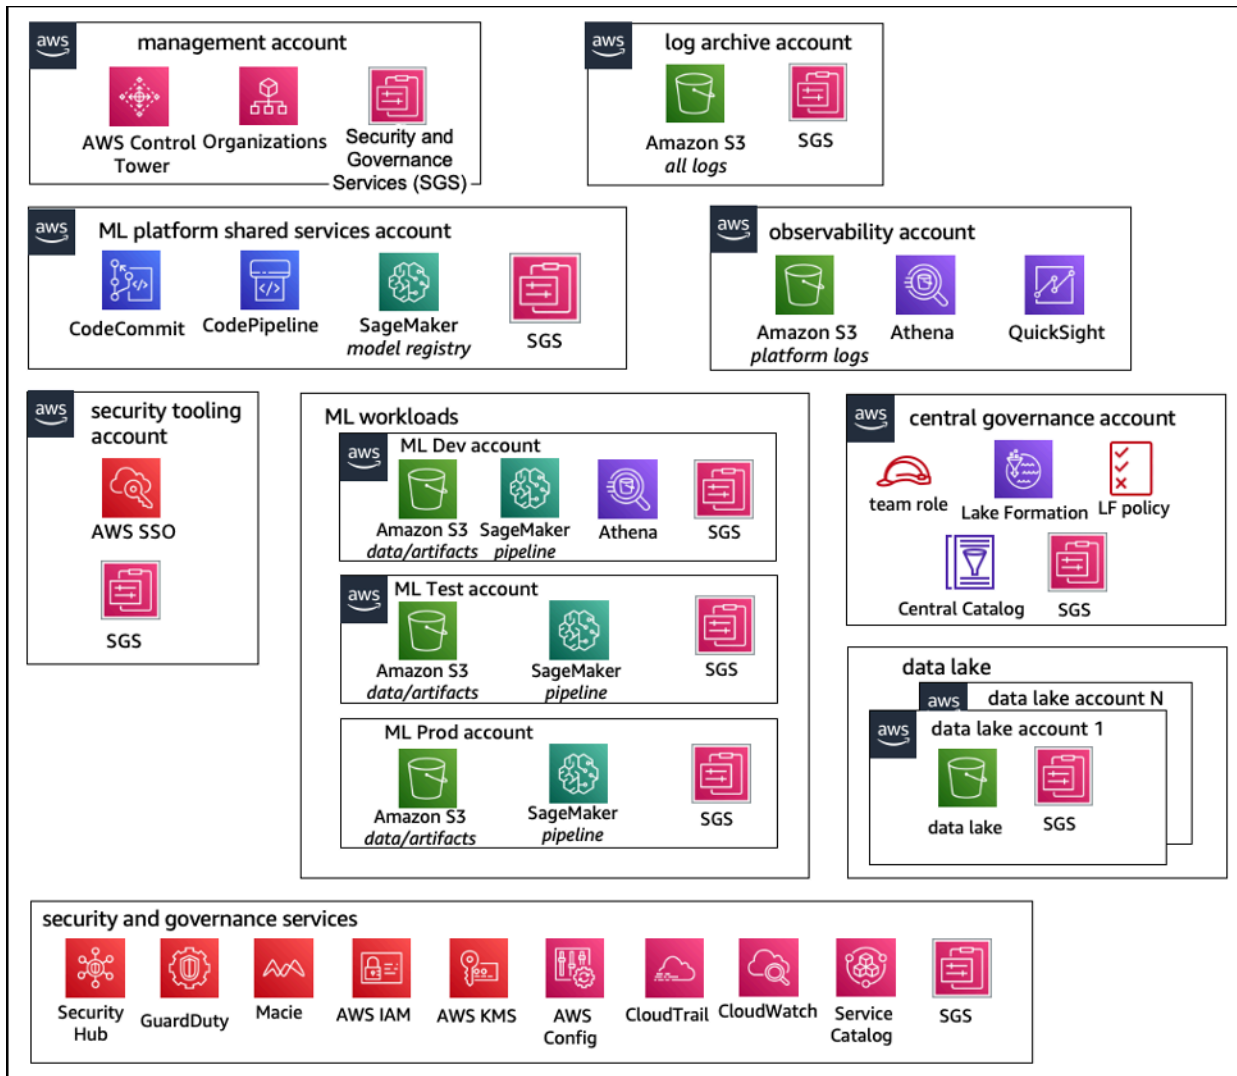 aws
management account
AWS Control
Tower
Organizations
Security and
Governance
Services (SGS)
aws
log archive account
Amazon S3
all logs
SGS
aws
ML platform shared services account
CodeCommit
CodePipeline
SageMaker
model registry
SGS
aws
observability account
Amazon S3
platform logs
Athena
QuickSight
aws
security tooling
account
AWS SSO
SGS
ML workloads
aws
ML Dev account
Amazon S3
data/artifacts
SageMaker
pipeline
Athena
SGS
aws
ML Test account
Amazon S3
data/artifacts
SageMaker
pipeline
SGS
ML Prod account
Amazon S3
data/artifacts
SageMaker
pipeline
SGS
aws
central governance account
team role
Lake Formation
LF policy
Central Catalog
SGS
data lake
aws
data lake account N
aws
data lake account 1
data lake
SGS
security and governance services
Security
Hub
GuardDuty
Macie
AWS IAM
AWS KMS
AWS
Config
CloudTrail
CloudWatch
Service
Catalog
SGS